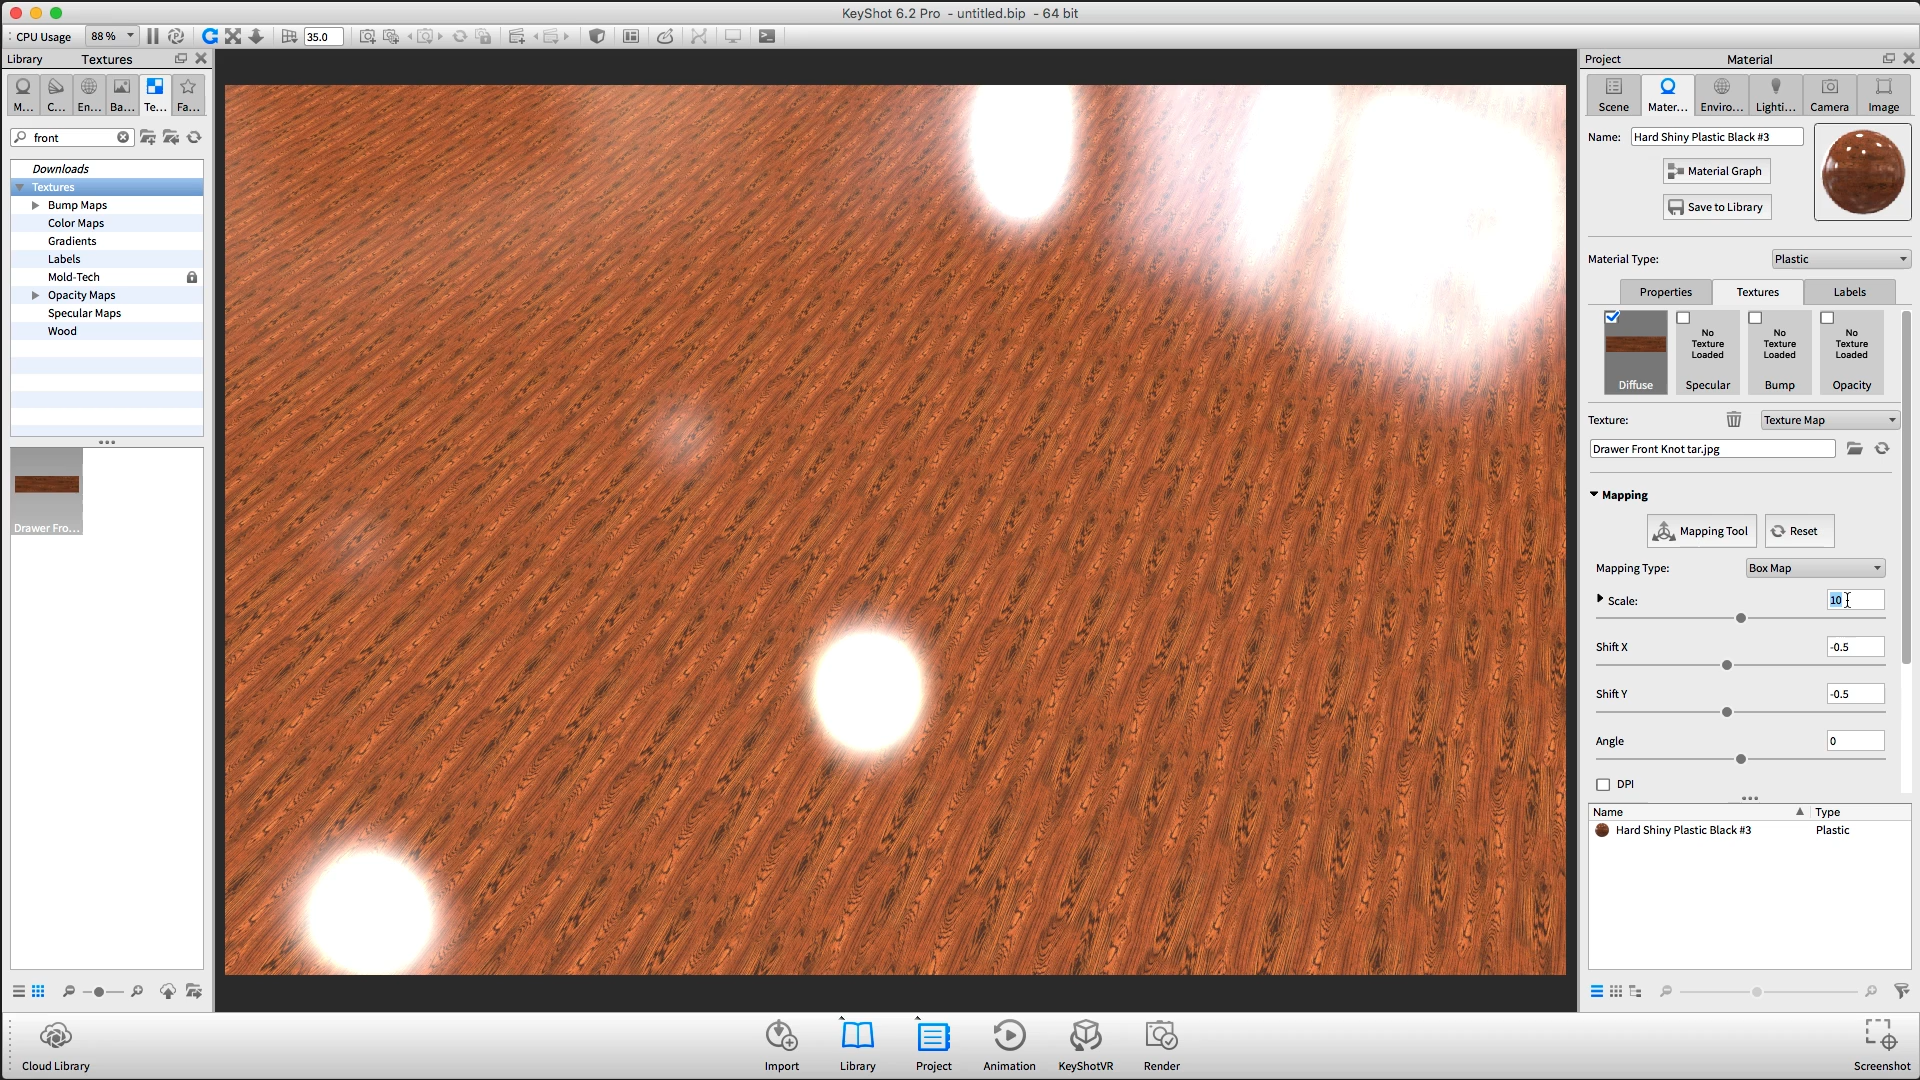 KeyShot 6.2 Pro - untitled.bip - 64 bit
CPU Usage 88 % 35.0
Library Textures
M... C... En... Ba... Te... Fa...
front
Downloads
Textures
Bump Maps
Color Maps
Gradients
Labels
Mold-Tech
Opacity Maps
Specular Maps
Wood
Drawer Fro...
Project Material
Scene Mater... Enviro... Lighti... Camera Image
Name: Hard Shiny Plastic Black #3
Material Graph
Save to Library
Material Type: Plastic
Properties Textures Labels
No Texture Loaded No Texture Loaded No Texture Loaded
Diffuse Specular Bump Opacity
Texture: Texture Map
Drawer Front Knot tar.jpg
Mapping
Mapping Tool Reset
Mapping Type: Box Map
Scale: 10
Shift X -0.5
Shift Y -0.5
Angle 0
DPI
Name Type
Hard Shiny Plastic Black #3 Plastic
Cloud Library Import Library Project Animation KeyShotVR Render Screenshot